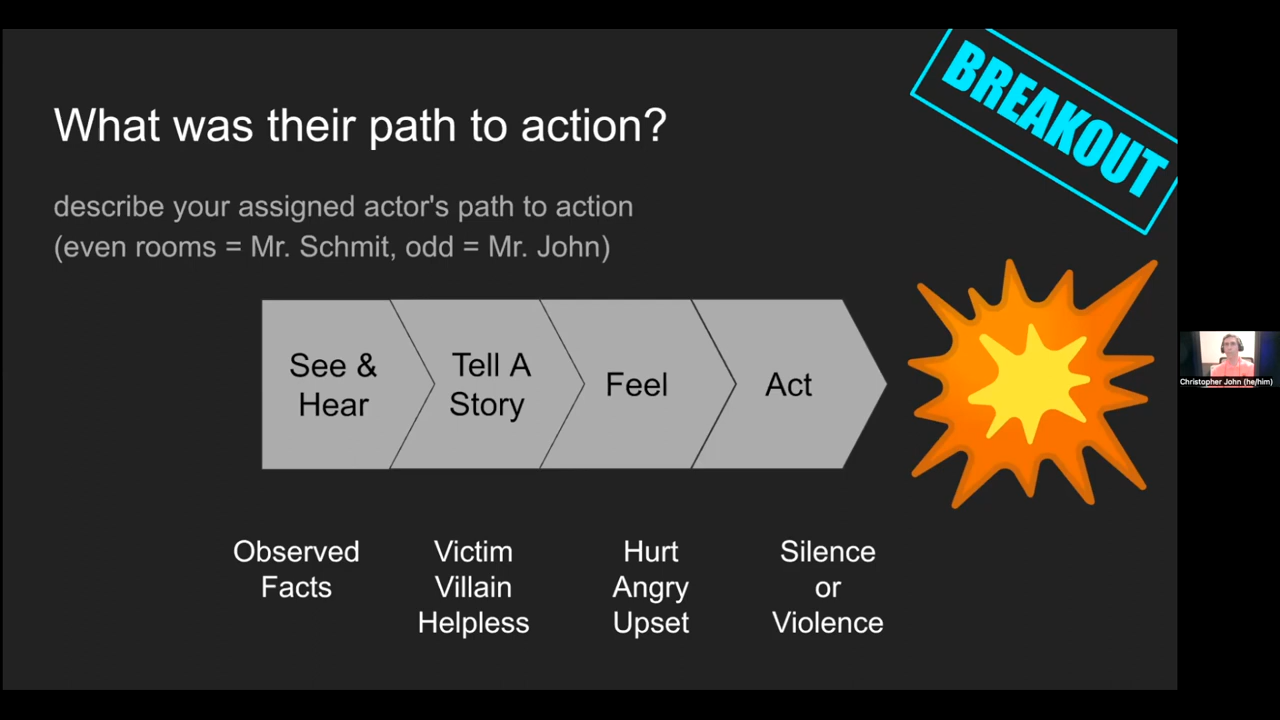 BREAKOUT
What was their path to action?
describe your assigned actor's path to action
(even rooms = Mr. Schmit, odd = Mr. John)
See &
Hear
Tell A
Story
Feel
Act
Observed
Facts
Victim
Villain
Helpless
Hurt
Angry
Upset
Silence
or
Violence
Christopher John (he/him)